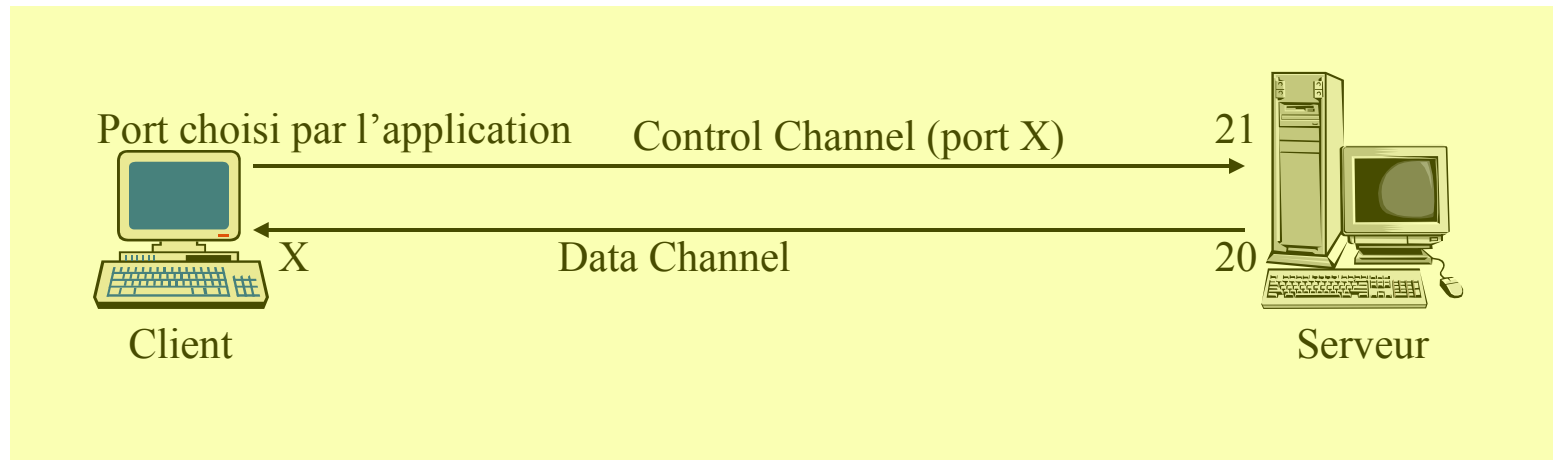 Port choisi par l’application
Control Channel (port X)
21
X
Data Channel
20
Client
Serveur